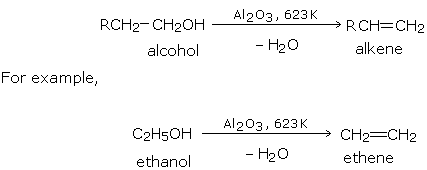 RCH₂−CH₂OH Al₂O₃, 623K − H₂O RCH=CH₂
alcohol alkene
For example,
C₂H₅OH Al₂O₃, 623K − H₂O CH₂=CH₂
ethanol ethene